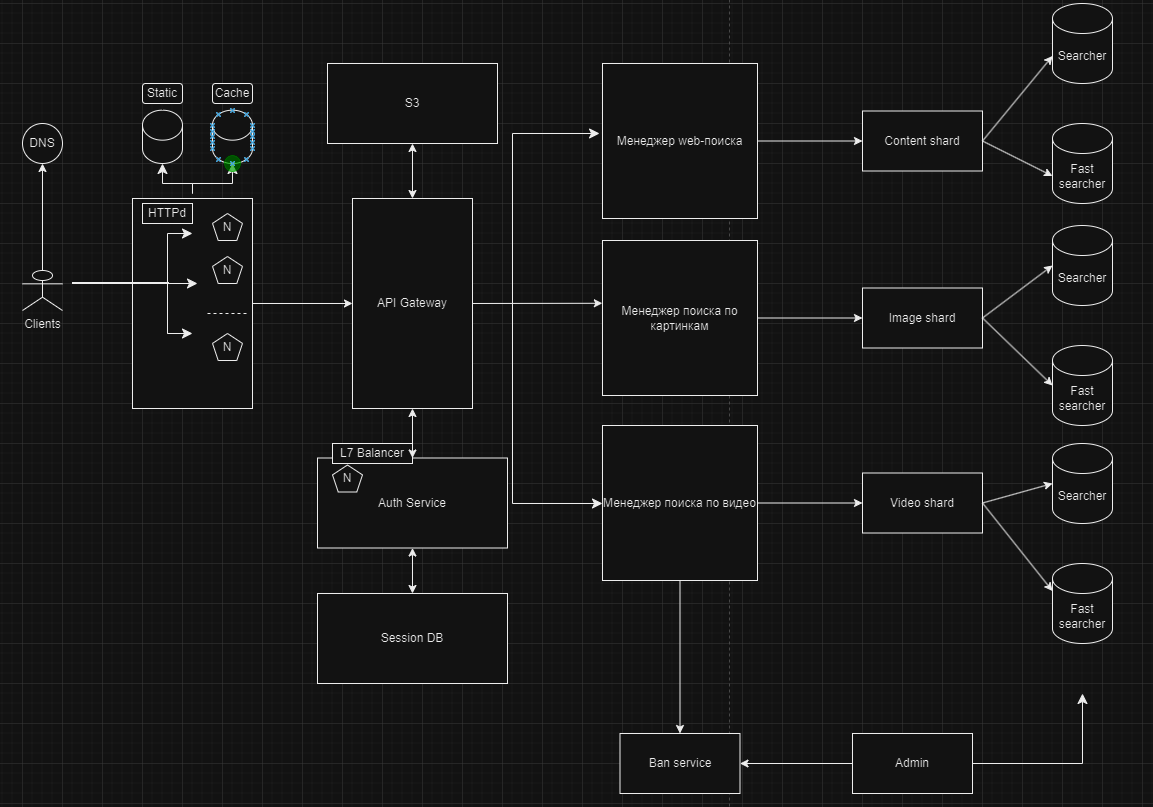 Static
Cache
DNS
HTTPd
N
N
N
Clients
S3
API Gateway
L7 Balancer
N
Auth Service
Session DB
Менеджер web-поиска
Менеджер поиска по
картинкам
Менеджер поиска по видео
Content shard
Image shard
Video shard
Searcher
Fast
searcher
Searcher
Fast
searcher
Searcher
Fast
searcher
Ban service
Admin